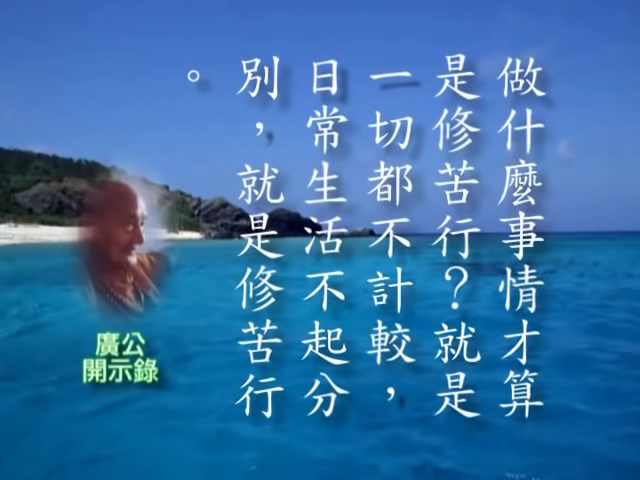 做什麼事情才算
是修苦行？就是
一切都不計較，
日常生活不起分
別，就是修苦行
。
廣公
開示錄